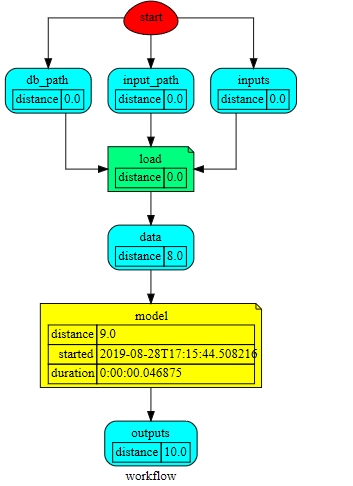 start
db_path input_path inputs
distance 0.0 distance 0.0 distance 0.0
load
distance 0.0
data
distance 8.0
model
distance 9.0
started 2019-08-28T17:15:44.508216
duration 0:00:00.046875
outputs
distance 10.0
workflow